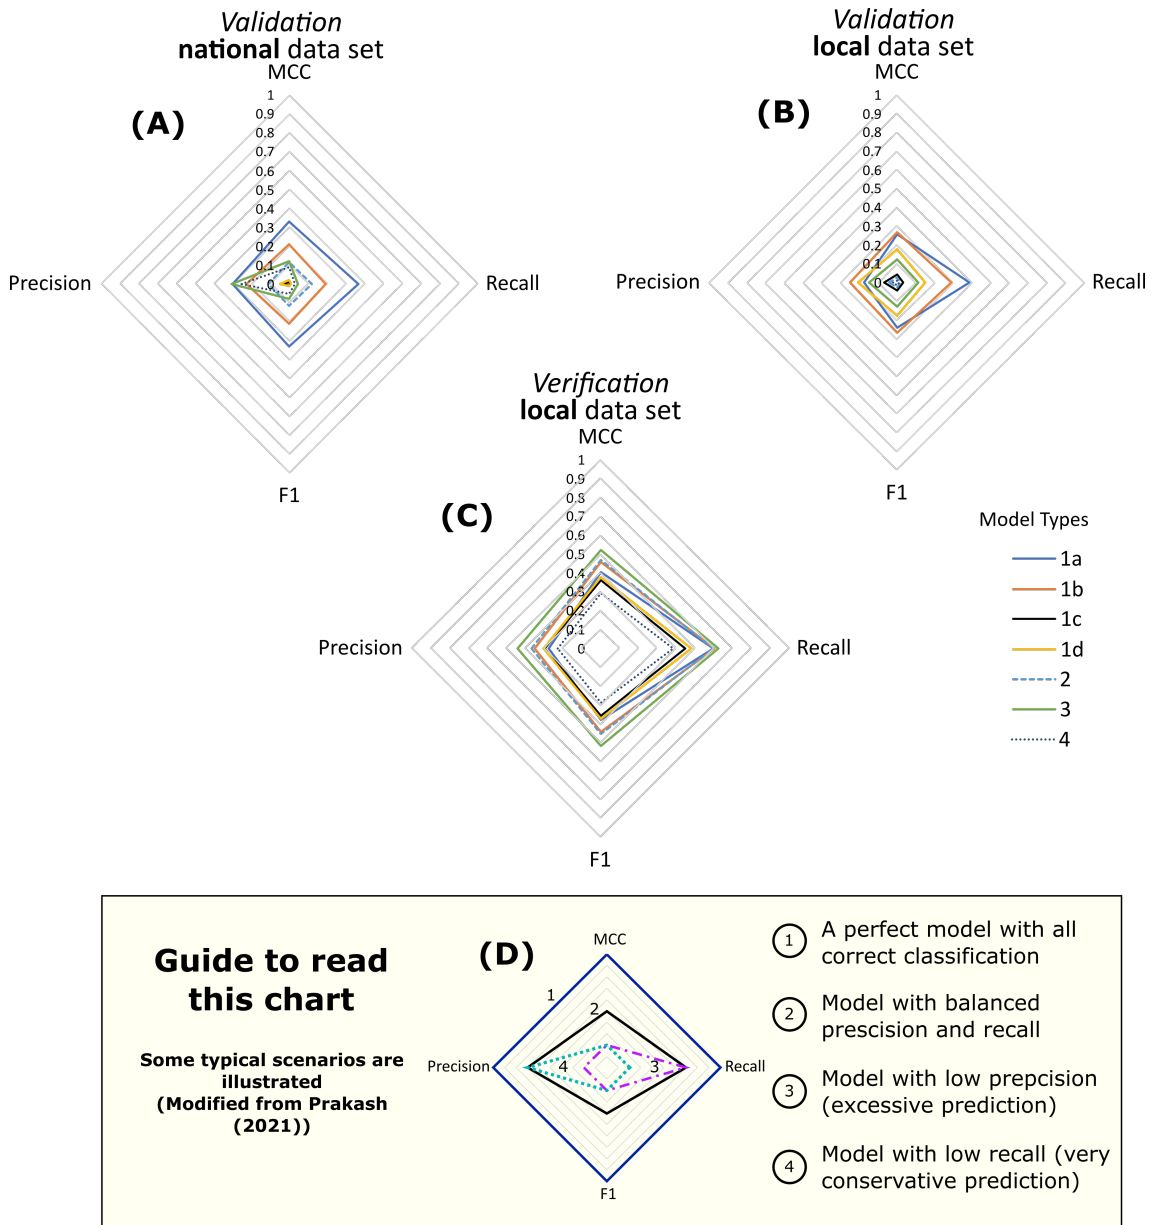 Validation
national data set
MCC
(A)
1
0.9
0.8
0.7
0.6
0.5
0.4
0.3
0.2
0.1
0
Precision
Recall
F1
Validation
local data set
MCC
(B)
1
0.9
0.8
0.7
0.6
0.5
0.4
0.3
0.2
0.1
0
Precision
Recall
F1
Verification
local data set
MCC
(C)
1
0.9
0.8
0.7
0.6
0.5
0.4
0.3
0.2
0.1
0
Precision
Recall
F1
Model Types
1a
1b
1c
1d
2
3
4
Guide to read
this chart
Some typical scenarios are
illustrated
(Modified from Prakash
(2021))
(D)
MCC
1
2
Precision
4
3
Recall
F1
1 A perfect model with all
correct classification
2 Model with balanced
prescision and recall
3 Model with low prepcision
(excessive prediction)
4 Model with low recall (very
conservative prediction)